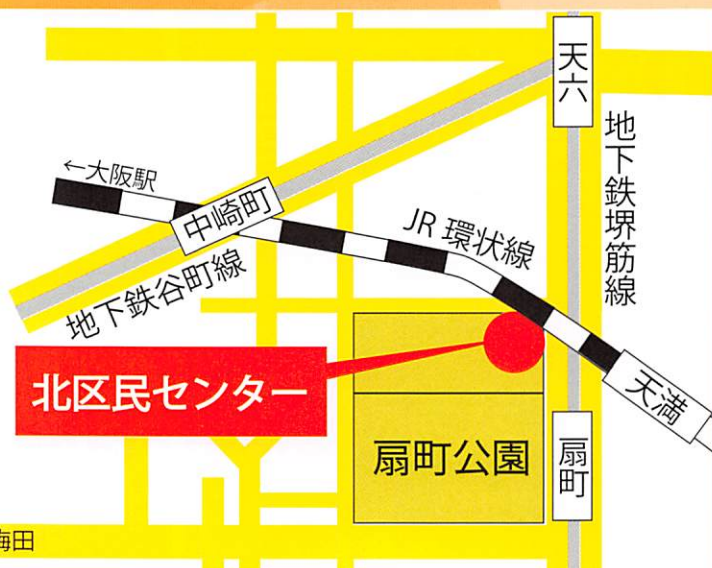 天六
地下鉄堺筋線
←大阪駅
中崎町
JR 環状線
地下鉄谷町線
北区民センター
天満
扇町公園
扇町
梅田